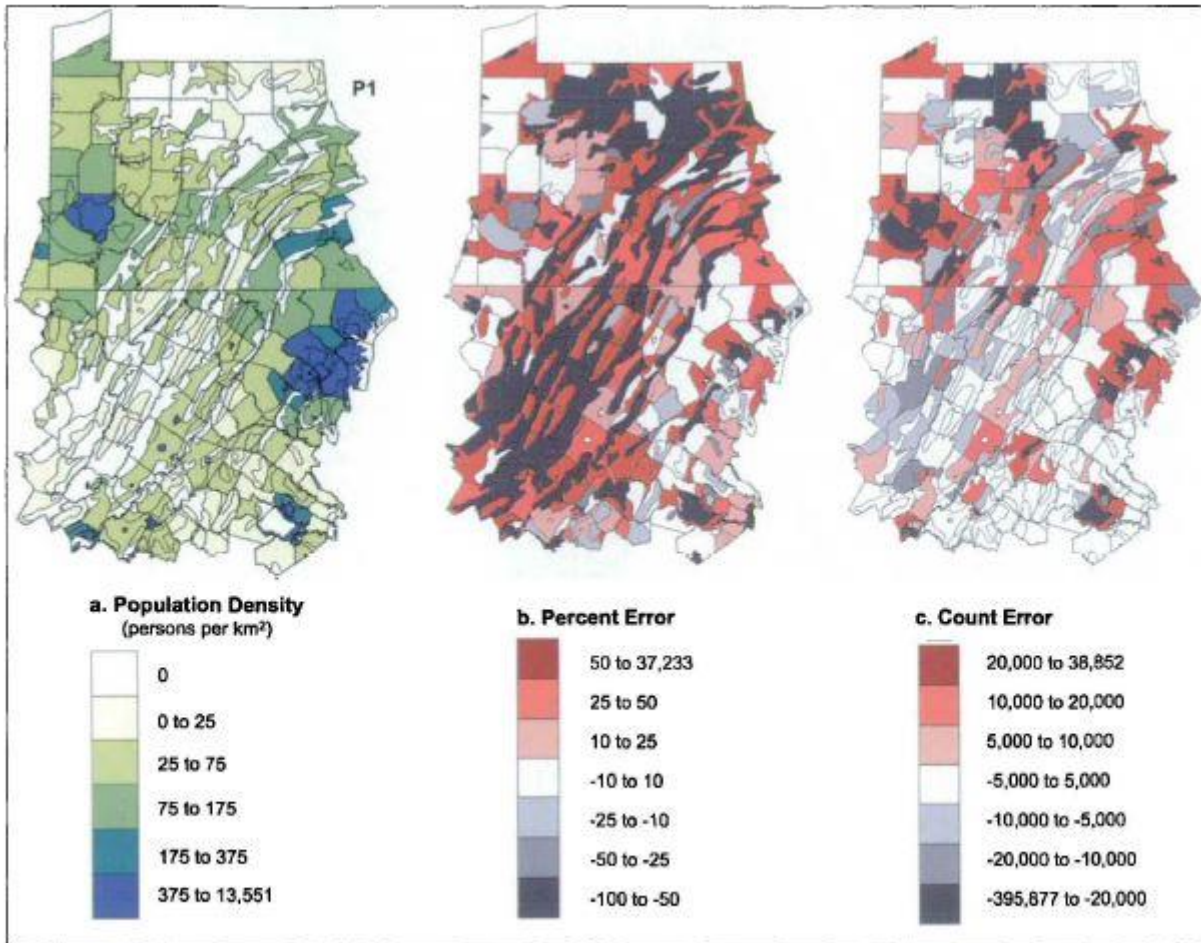 P1
a. Population Density
(persons per km²)
0
0 to 25
25 to 75
75 to 175
175 to 375
375 to 13,551
b. Percent Error
50 to 37,233
25 to 50
10 to 25
-10 to 10
-25 to -10
-50 to -25
-100 to -50
c. Count Error
20,000 to 38,852
10,000 to 20,000
5,000 to 10,000
-5,000 to 5,000
-10,000 to -5,000
-20,000 to -10,000
-395,877 to -20,000